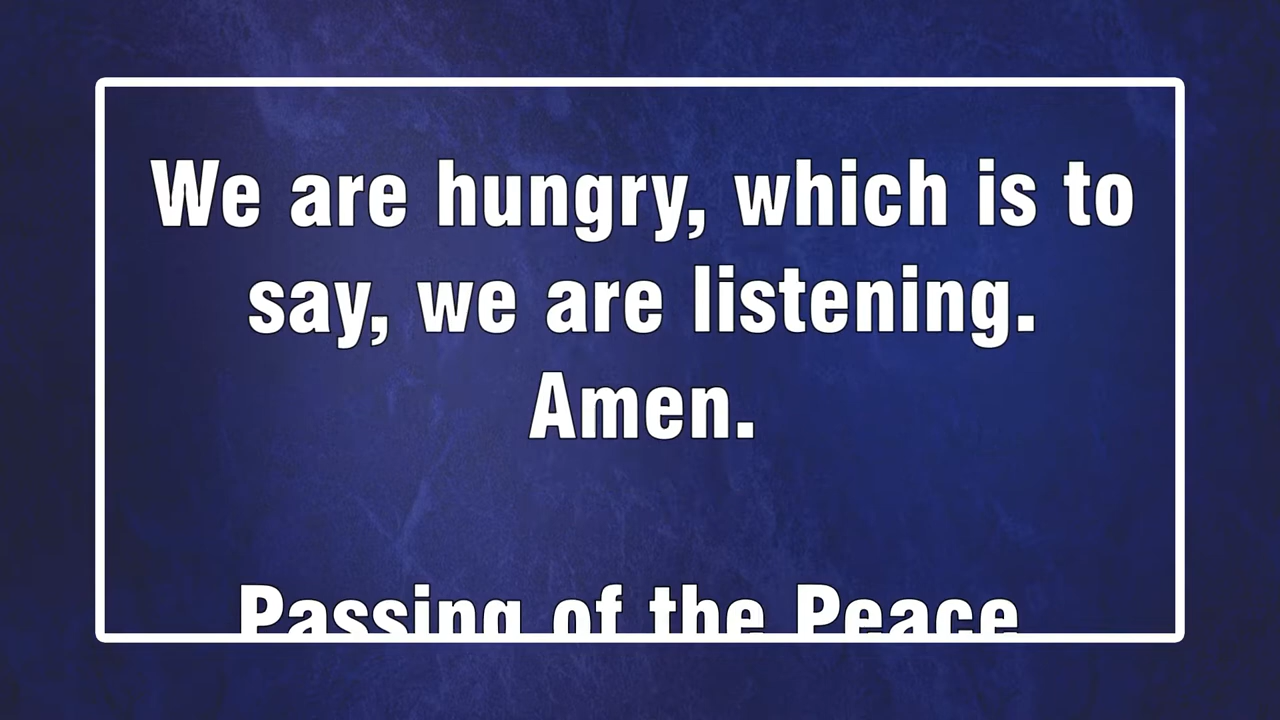 We are hungry, which is to
say, we are listening.
Amen.
Passing of the Peace